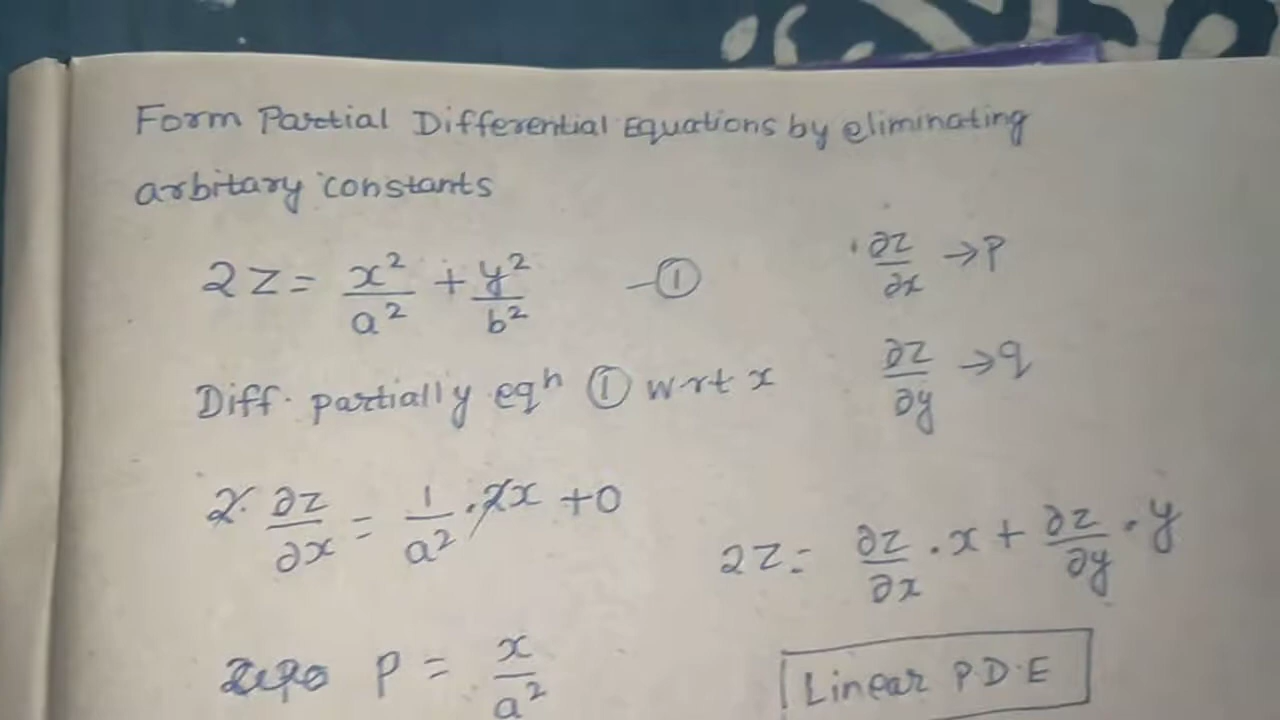 Form Partial Differential Equations by eliminating
arbitary constants
2z = x²/a² + y²/b² —①
∂z/∂x → P
Diff. partially eqⁿ ① w.r.t x
∂z/∂y → q
2. ∂z/∂x = 1/a² . 2x + 0
2z = ∂z/∂x . x + ∂z/∂y . y
P = x/a²
Linear P.D.E